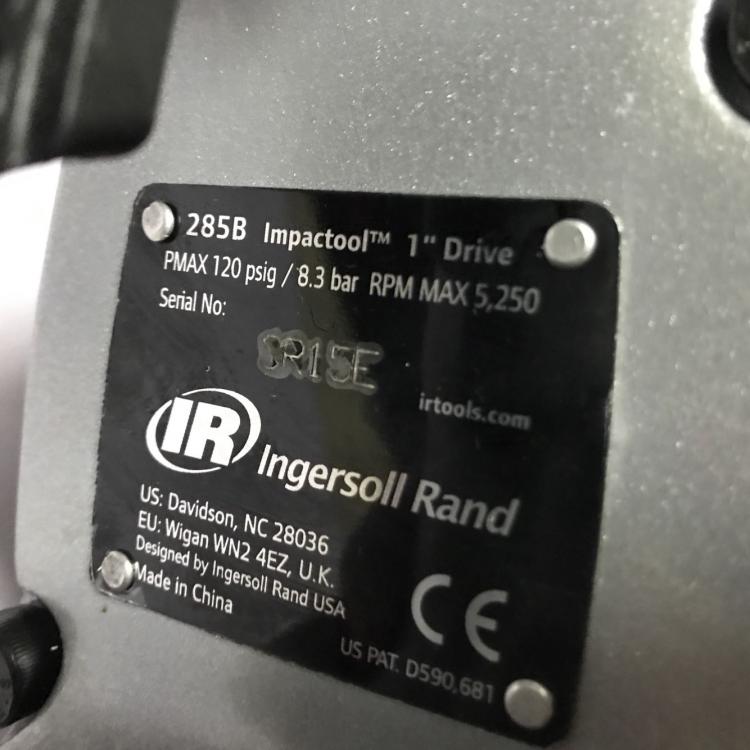 285B Impactool™ 1" Drive
PMAX 120 psig / 8.3 bar RPM MAX 5,250
Serial No:
SR15E
irtools.com
IR Ingersoll Rand
US: Davidson, NC 28036
EU: Wigan WN2 4EZ, U.K.
Designed by Ingersoll Rand USA
Made in China
CE
US PAT. D590,681